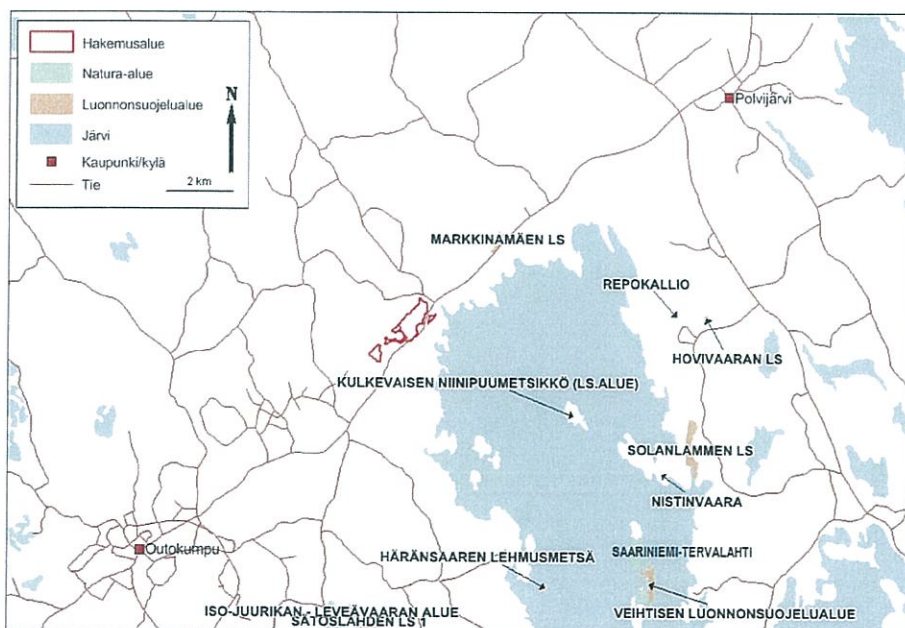 Hakemusalue
Natura-alue
Luonnonsuojelualue
Järvi
Kaupunki/kylä
Tie
N
2 km
Polvijärvi
MARKKINAMÄEN LS
REPOKALLIO
HOVIVAARAN LS
KULKEVAISEN NIINIPUUMETSIKKÖ (LS.ALUE)
SOLANLAMMEN LS
NISTINVAARA
Outokumpu
HÄRÄNSAAREN LEHMUSMETSÄ
SAARINIEMI-TERVALAHTI
VEIHTISEN LUONNONSUOJELUALUE
ISO-JUURIKAN - LEVEÄVAARAN ALUE
SATOSLAHDEN LS 1